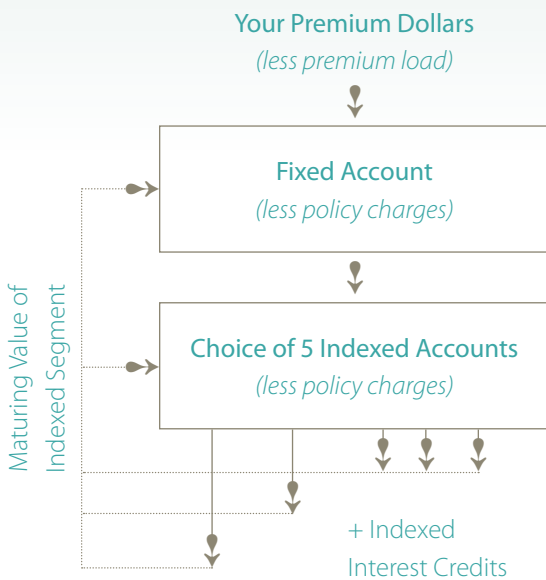 Your Premium Dollars
(less premium load)
Fixed Account
(less policy charges)
Maturing Value of
Indexed Segment
Choice of 5 Indexed Accounts
(less policy charges)
+ Indexed
Interest Credits